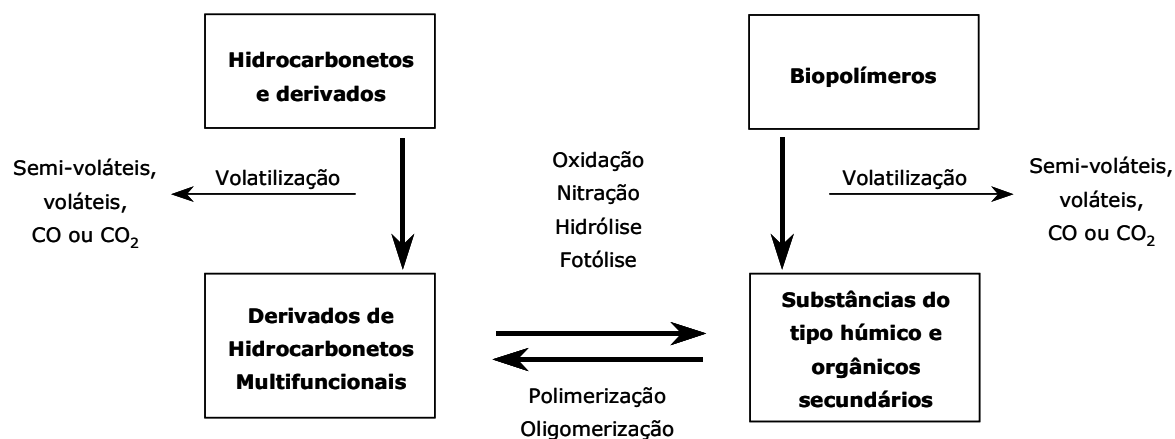 Hidrocarbonetos
e derivados
Biopolímeros
Semi-voláteis,
voláteis,
CO ou CO₂
Volatilização
Oxidação
Nitração
Hidrólise
Fotólise
Volatilização
Semi-voláteis,
voláteis,
CO ou CO₂
Derivados de
Hidrocarbonetos
Multifuncionais
Substâncias do
tipo húmico e
orgânicos
secundários
Polimerização
Oligomerização